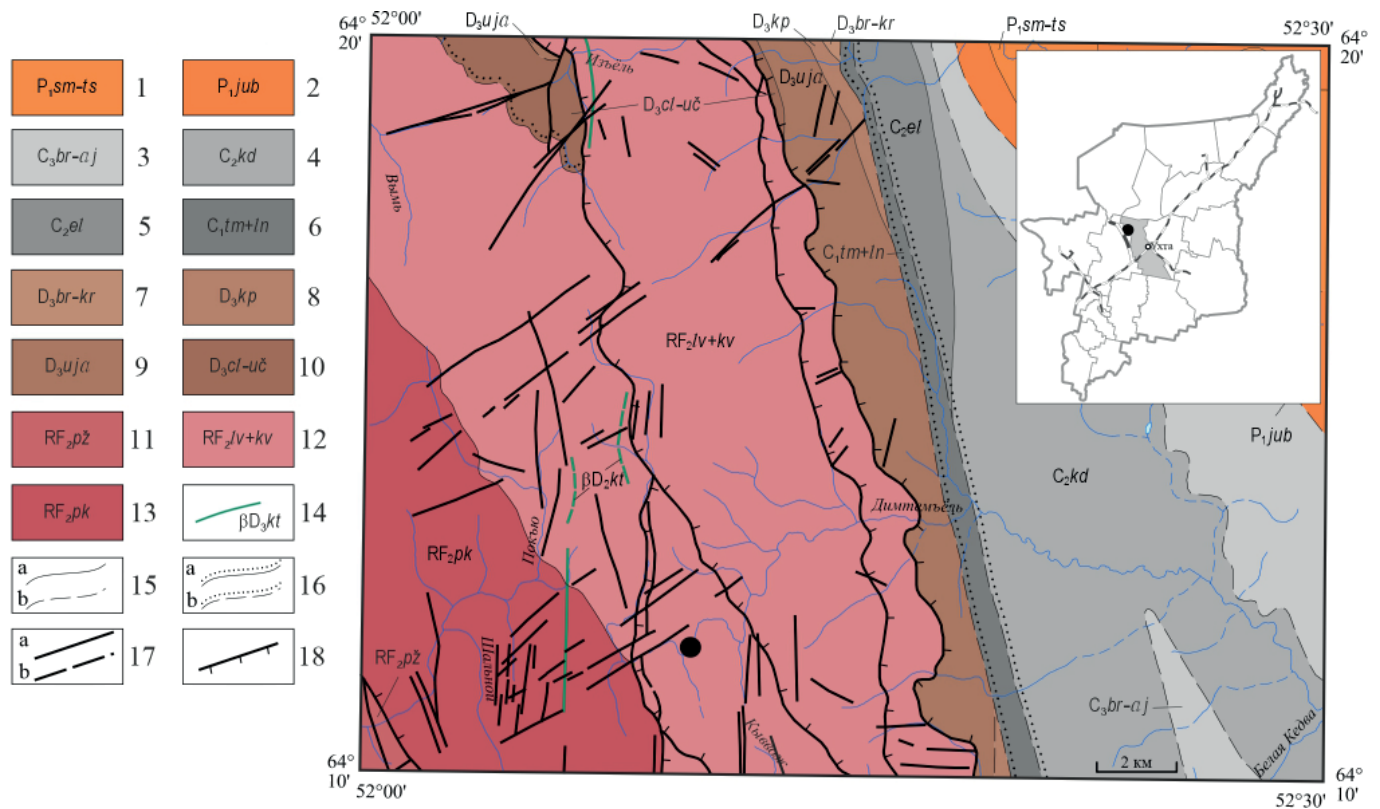 P₁sm-ts 1
P₁jub 2
C₃br-aj 3
C₂kd 4
C₂el 5
C₁tm+ln 6
D₃br-kr 7
D₃kp 8
D₃uja 9
D₃cl-uč 10
RF₂pž 11
RF₂lv+kv 12
RF₂pk 13
βD₃kt 14
a
b 15
a
b 16
a
b 17
18
64°
20'
52°00'
D₃uja
D₃kp
D₃br-kr
P₁sm-ts
52°30'
64°
20'
Изъёль
D₃cl-uč
D₃uja
C₂el
Вымь
C₁tm+ln
Ухта
RF₂lv+kv
P₁jub
βD₂kt
C₂kd
Димтемъёль
Покъю
RF₂pk
Шальной
RF₂pž
C₃br-aj
Белая Кедва
2 км
64°
10'
52°00'
52°30'
64°
10'